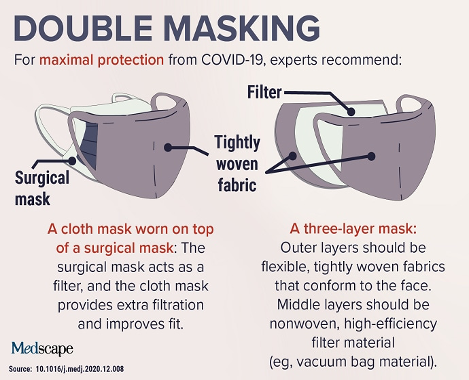 DOUBLE MASKING
For maximal protection from COVID-19, experts recommend:
Filter
Tightly
woven
fabric
Surgical
mask
A cloth mask worn on top
of a surgical mask: The
surgical mask acts as a
filter, and the cloth mask
provides extra filtration
and improves fit.
A three-layer mask:
Outer layers should be
flexible, tightly woven fabrics
that conform to the face.
Middle layers should be
nonwoven, high-efficiency
filter material
(eg, vacuum bag material).
Medscape
Source: 10.1016/j.medj.2020.12.008